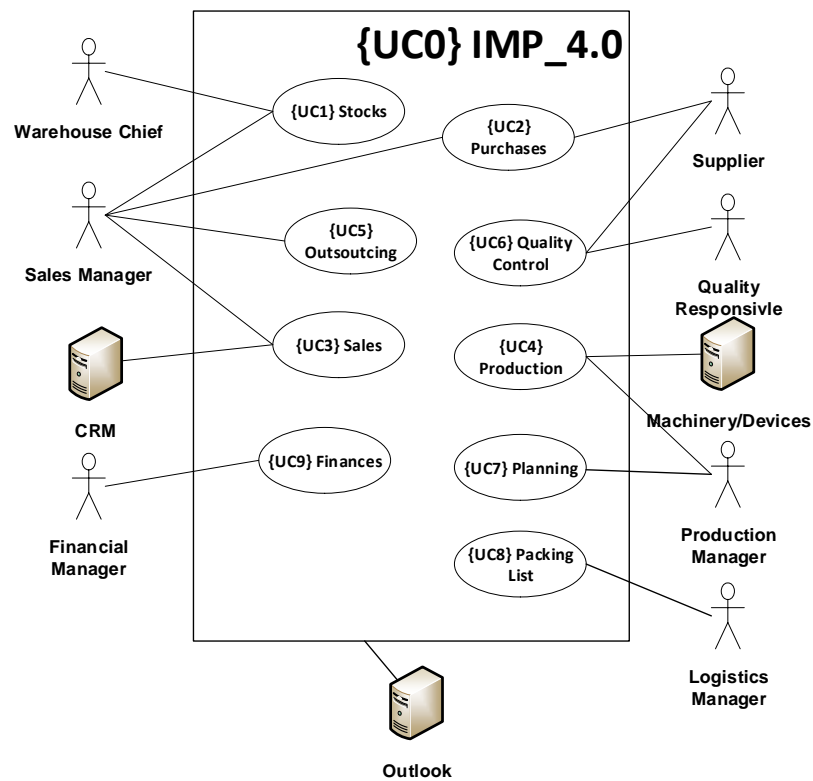 {UC0} IMP_4.0
Warehouse Chief
{UC1} Stocks
{UC2}
Purchases
Supplier
Sales Manager
{UC5}
Outsoutcing
{UC6} Quality
Control
Quality
Responsivle
CRM
{UC3} Sales
{UC4}
Production
Machinery/Devices
Financial
Manager
{UC9} Finances
{UC7} Planning
Production
Manager
{UC8} Packing
List
Logistics
Manager
Outlook